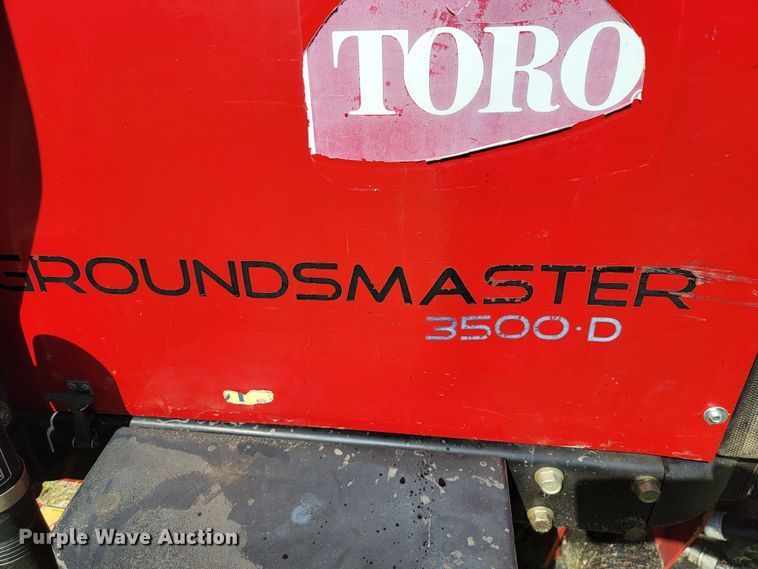 TORO
GROUNDSMASTER
3500·D
Purple Wave Auction